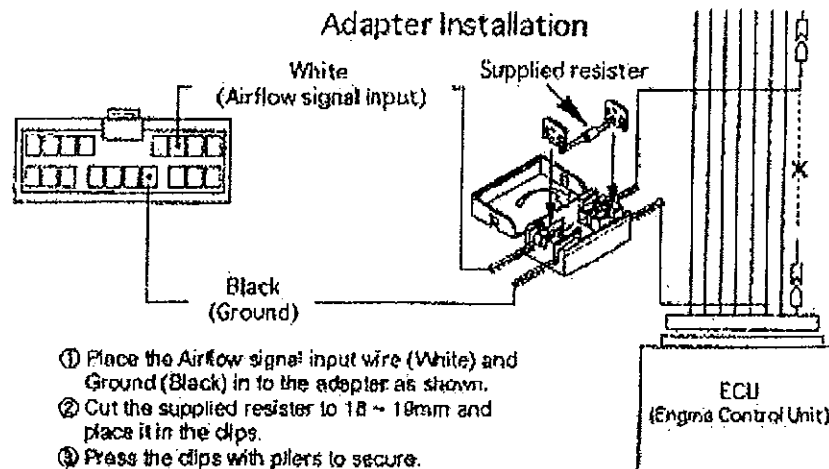 Adapter Installation
White
(Airflow signal input)
Supplied resister
Black
(Ground)
① Place the Airflow signal input wire (White) and
Ground (Black) in to the adapter as shown.
② Cut the supplied resister to 18 ~ 19mm and
place it in the clips.
③ Press the clips with pliers to secure.
ECU
(Engine Control Unit)